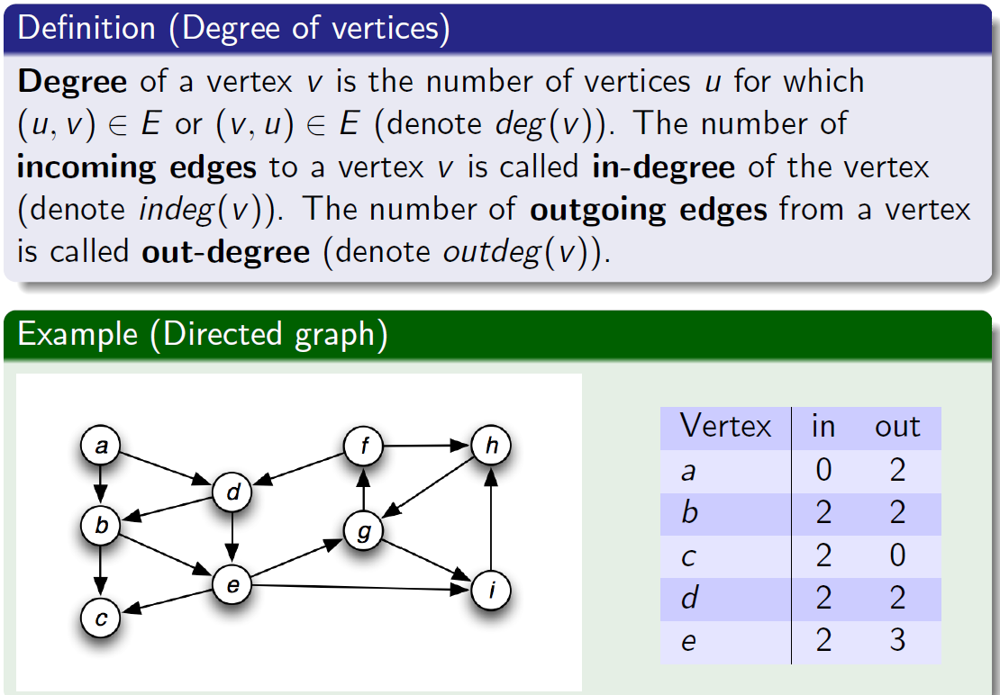 Definition (Degree of vertices)
Degree of a vertex v is the number of vertices u for which
(u, v) ∈ E or (v, u) ∈ E (denote deg(v)). The number of
incoming edges to a vertex v is called in-degree of the vertex
(denote indeg(v)). The number of outgoing edges from a vertex
is called out-degree (denote outdeg(v)).
Example (Directed graph)
a
f
h
d
b
g
e
i
c
Vertex in out
a 0 2
b 2 2
c 2 0
d 2 2
e 2 3